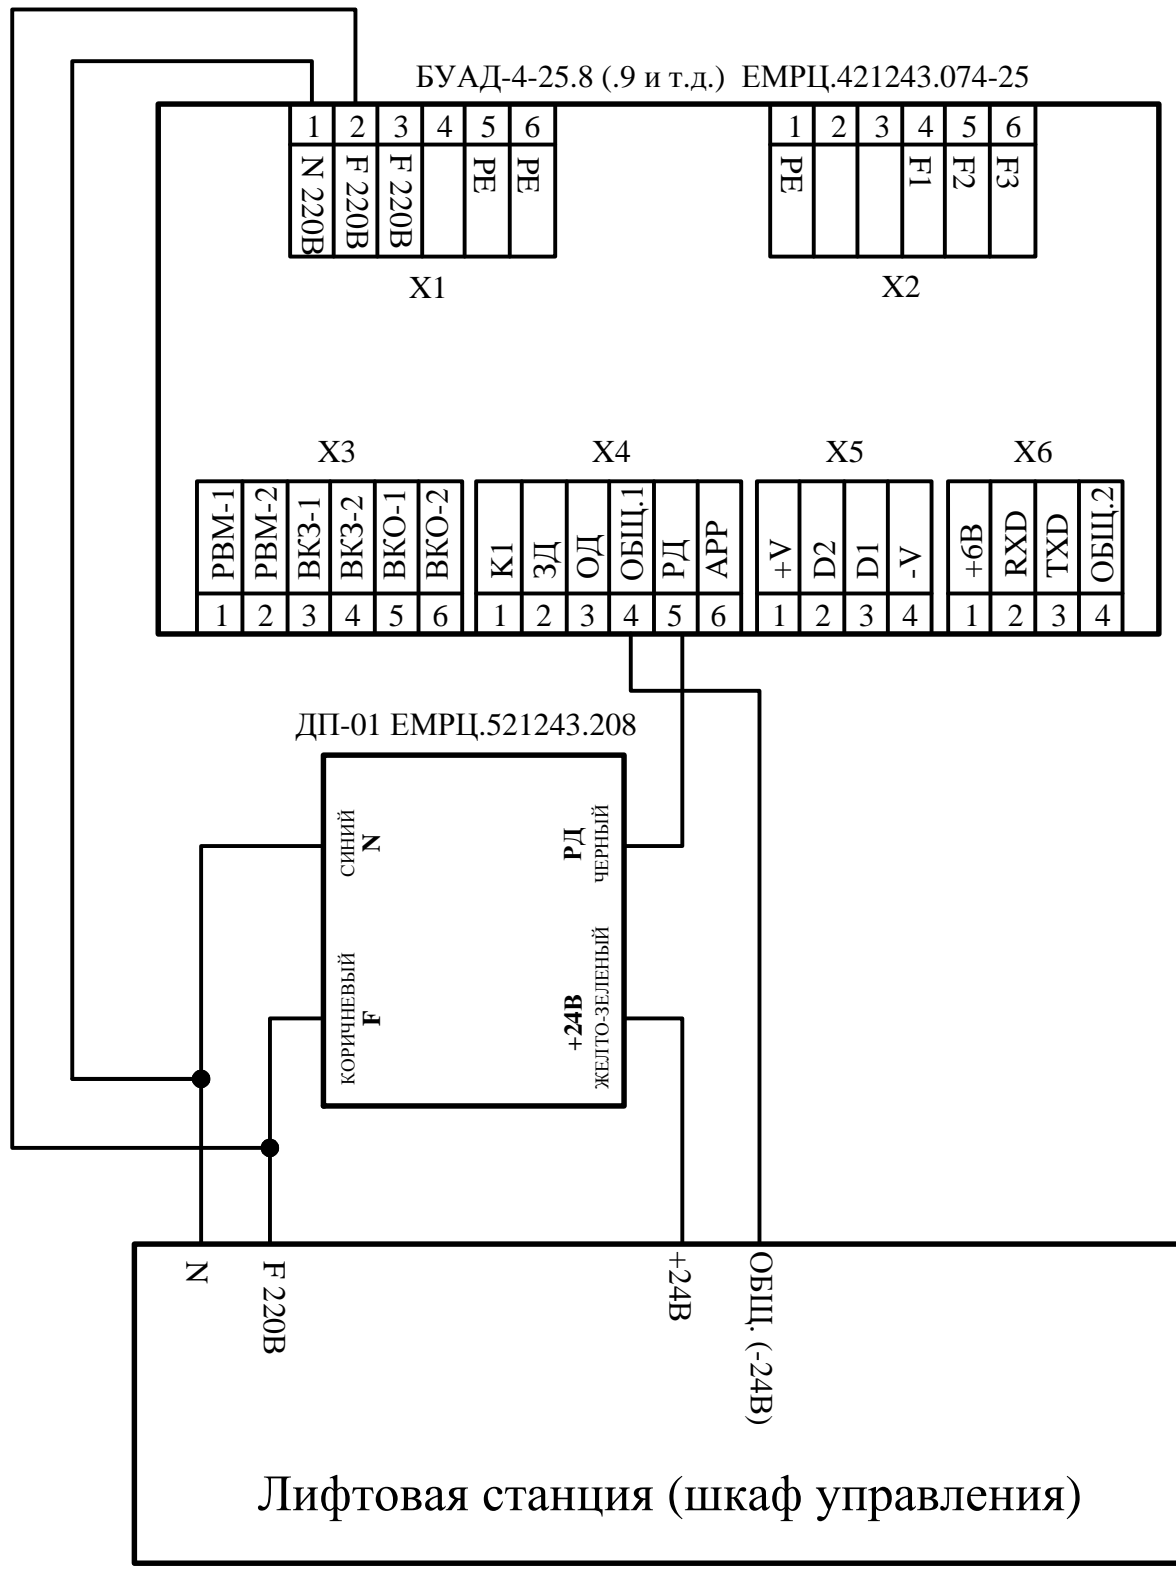 БУАД-4-25.8 (.9 и т.д.) ЕМРЦ.421243.074-25
1 2 3 4 5 6
N 220В
F 220В
F 220В
PE
PE
X1
1 2 3 4 5 6
PE
F1
F2
F3
X2
X3
РВМ-1
РВМ-2
ВКЗ-1
ВКЗ-2
ВКО-1
ВКО-2
1 2 3 4 5 6
X4
К1
ЗД
ОД
ОБЩ.1
РД
АРР
1 2 3 4 5 6
X5
+V
D2
D1
-V
1 2 3 4
X6
+6В
RXD
TXD
ОБЩ.2
1 2 3 4
ДП-01 ЕМРЦ.521243.208
СИНИЙ
N
РД
ЧЕРНЫЙ
КОРИЧНЕВЫЙ
F
+24В
ЖЕЛТО-ЗЕЛЕНЫЙ
N
F 220В
+24В
ОБЩ. (-24В)
Лифтовая станция (шкаф управления)